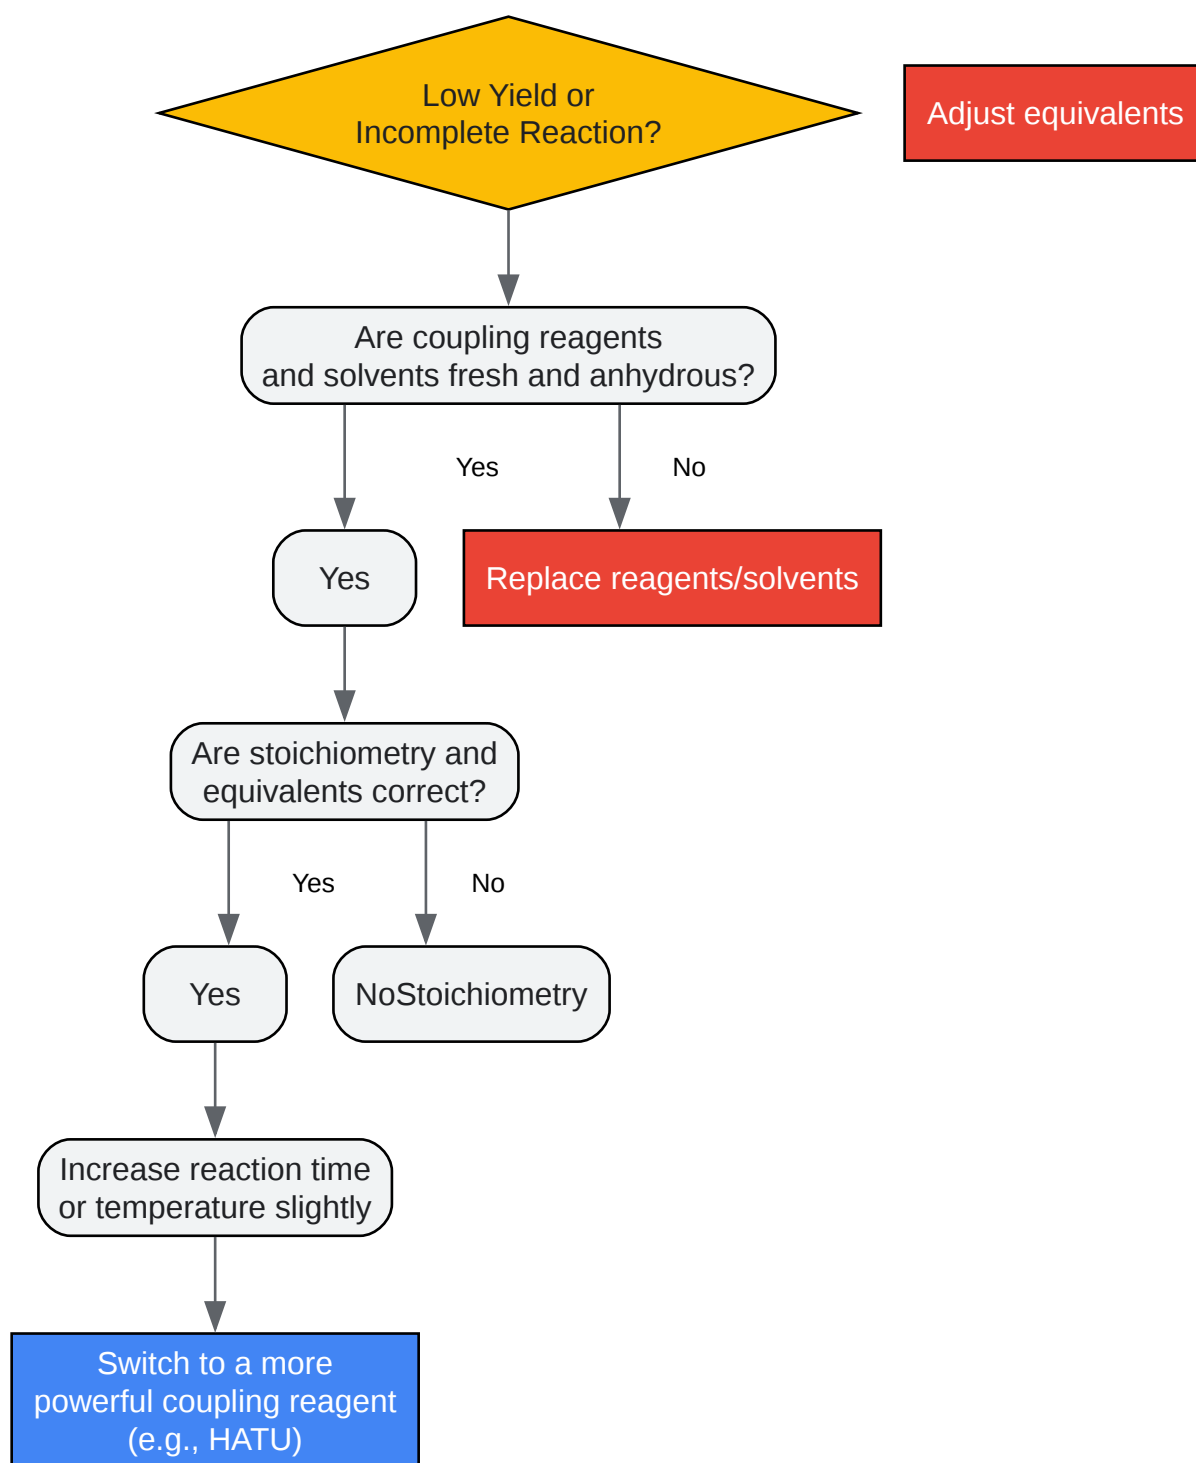 Low Yield or
Incomplete Reaction?
Adjust equivalents
Are coupling reagents
and solvents fresh and anhydrous?
Yes
No
Yes
Replace reagents/solvents
Are stoichiometry and
equivalents correct?
Yes
No
Yes
NoStoichiometry
Increase reaction time
or temperature slightly
Switch to a more
powerful coupling reagent
(e.g., HATU)